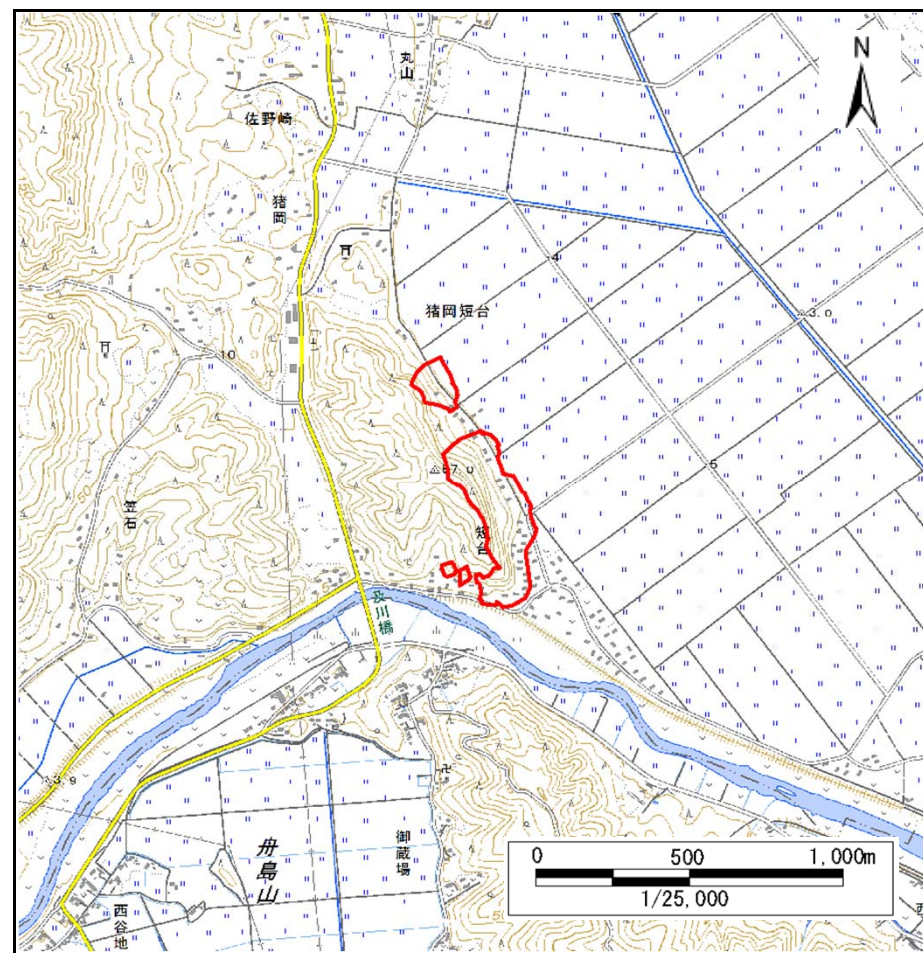 丸山
N
佐野崎
猪岡
4
猪岡短台
3.0
10
5
57.0
笠石
短台
及川橋
3.9
舟島山
御蔵場
西谷地
0 500 1,000m
1/25,000